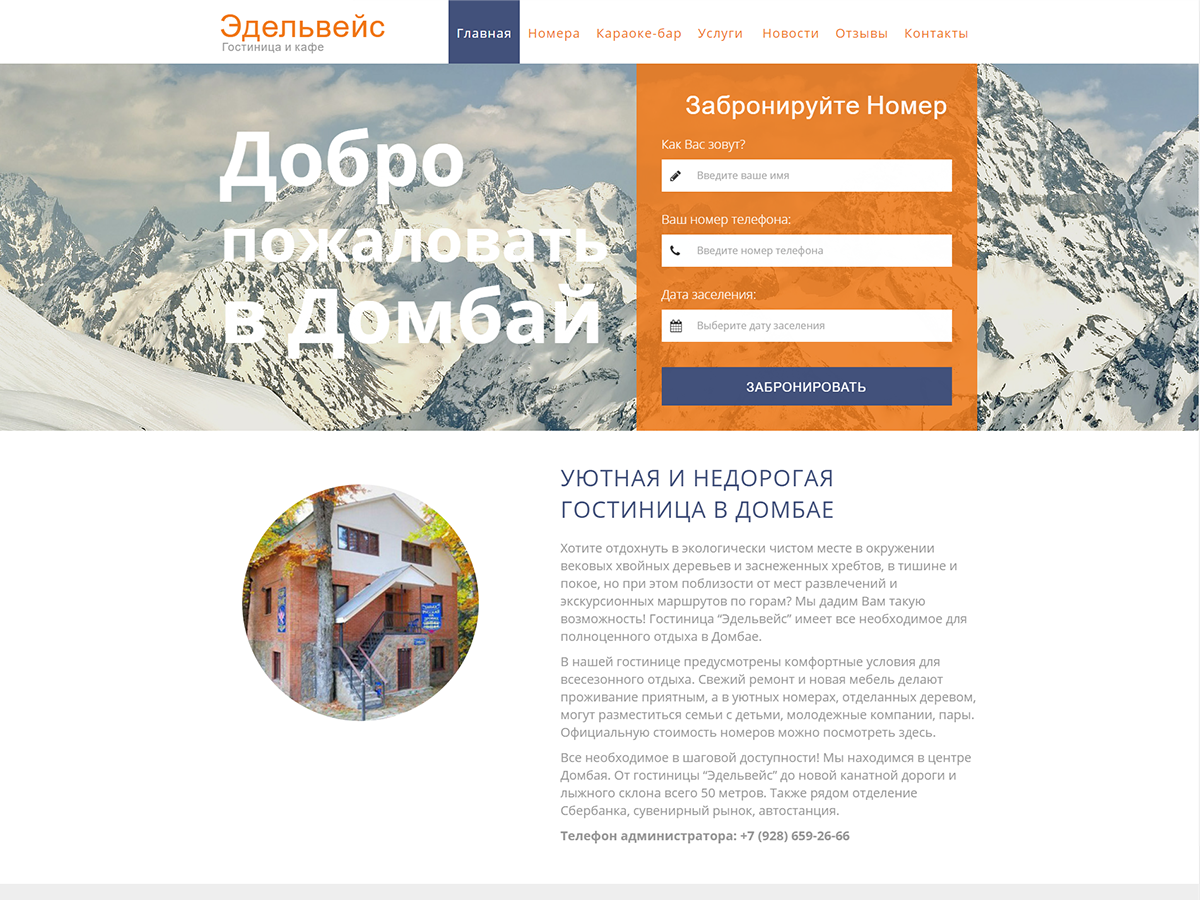 Эдельвейс
Гостиница и кафе
Главная Номера Караоке-бар Услуги Новости Отзывы Контакты
Добро
пожаловать
в Домбай
Забронируйте Номер
Как Вас зовут?
Введите ваше имя
Ваш номер телефона:
Введите номер телефона
Дата заселения:
Выберите дату заселения
ЗАБРОНИРОВАТЬ
УЮТНАЯ И НЕДОРОГАЯ
ГОСТИНИЦА В ДОМБАЕ
Хотите отдохнуть в экологически чистом месте в окружении
вековых хвойных деревьев и заснеженных хребтов, в тишине и
покое, но при этом поблизости от мест развлечений и
экскурсионных маршрутов по горам? Мы дадим Вам такую
возможность! Гостиница “Эдельвейс” имеет все необходимое для
полноценного отдыха в Домбае.
В нашей гостинице предусмотрены комфортные условия для
всесезонного отдыха. Свежий ремонт и новая мебель делают
проживание приятным, а в уютных номерах, отделанных деревом,
могут разместиться семьи с детьми, молодежные компании, пары.
Официальную стоимость номеров можно посмотреть здесь.
Все необходимое в шаговой доступности! Мы находимся в центре
Домбая. От гостиницы “Эдельвейс” до новой канатной дороги и
лыжного склона всего 50 метров. Также рядом отделение
Сбербанка, сувенирный рынок, автостанция.
Телефон администратора: +7 (928) 659-26-66